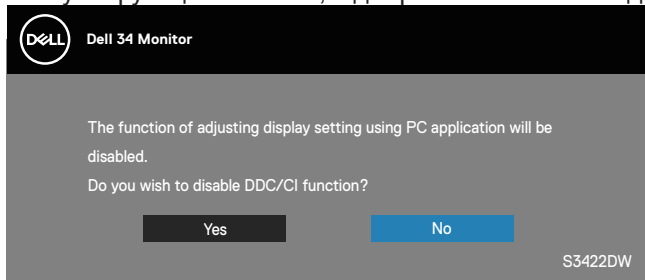 DELL
Dell 34 Monitor
The function of adjusting display setting using PC application will be
disabled.
Do you wish to disable DDC/CI function?
Yes No
S3422DW